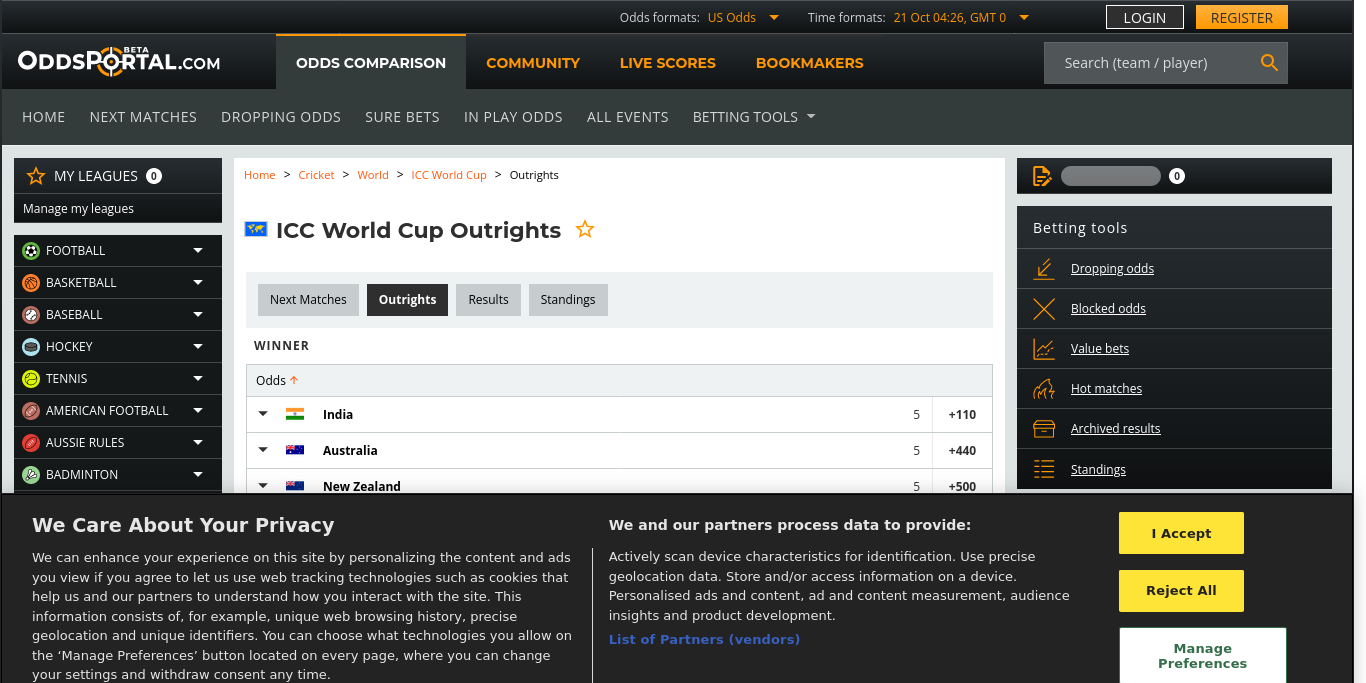 Odds formats: US Odds Time formats: 21 Oct 04:26, GMT 0 LOGIN REGISTER
ODDSPORTAL.COM BETA ODDS COMPARISON COMMUNITY LIVE SCORES BOOKMAKERS Search (team / player)
HOME NEXT MATCHES DROPPING ODDS SURE BETS IN PLAY ODDS ALL EVENTS BETTING TOOLS
MY LEAGUES 0
Manage my leagues
FOOTBALL
BASKETBALL
BASEBALL
HOCKEY
TENNIS
AMERICAN FOOTBALL
AUSSIE RULES
BADMINTON
Home > Cricket > World > ICC World Cup > Outrights
ICC World Cup Outrights
Next Matches Outrights Results Standings
WINNER
Odds
India 5 +110
Australia 5 +440
New Zealand 5 +500
0
Betting tools
Dropping odds
Blocked odds
Value bets
Hot matches
Archived results
Standings
We Care About Your Privacy
We can enhance your experience on this site by personalizing the content and ads
you view if you agree to let us use web tracking technologies such as cookies that
help us and our partners to understand how you interact with the site. This
information consists of, for example, unique web browsing history, precise
geolocation and unique identifiers. You can choose what technologies you allow on
the ‘Manage Preferences’ button located on every page, where you can change
your settings and withdraw consent any time.
We and our partners process data to provide:
Actively scan device characteristics for identification. Use precise
geolocation data. Store and/or access information on a device.
Personalised ads and content, ad and content measurement, audience
insights and product development.
List of Partners (vendors)
I Accept
Reject All
Manage
Preferences